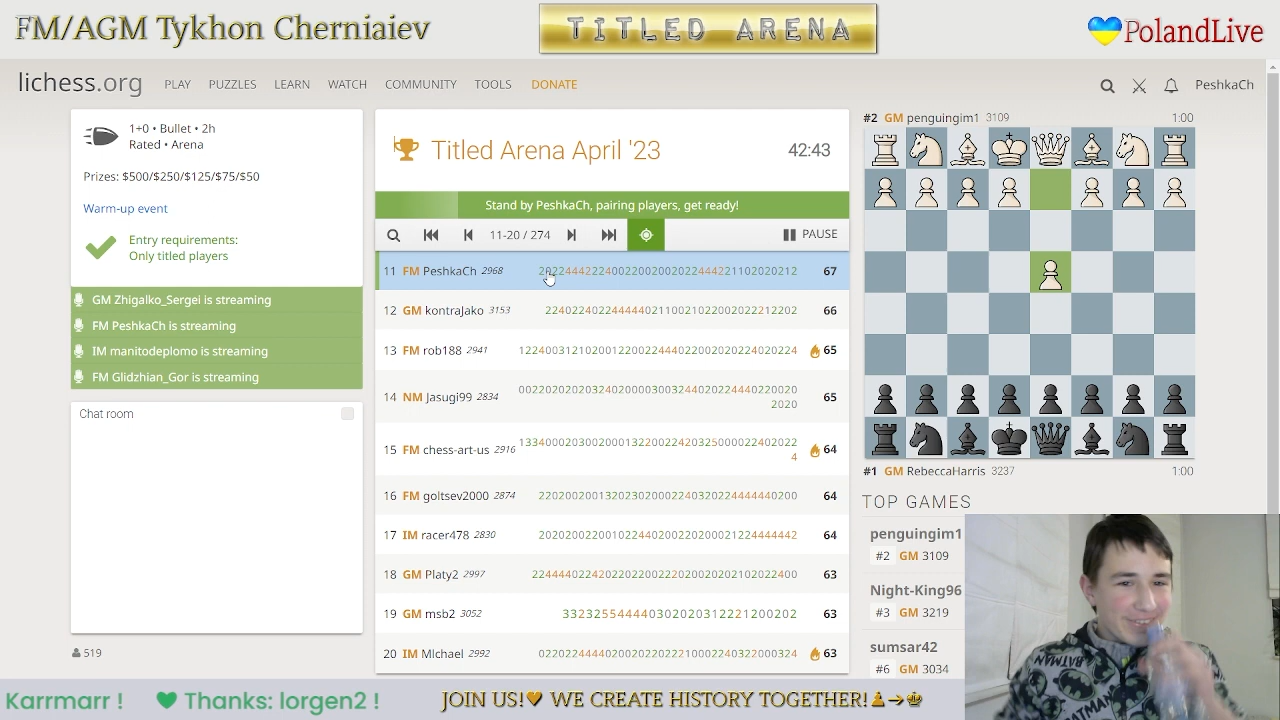 FM/AGM Tykhon Cherniaiev
TITLED ARENA
PolandLive
lichess.org PLAY PUZZLES LEARN WATCH COMMUNITY TOOLS DONATE PeshkaCh
1+0 • Bullet • 2h
Rated • Arena
Prizes: $500/$250/$125/$75/$50
Warm-up event
Entry requirements:
Only titled players
GM Zhigalko_Sergei is streaming
FM PeshkaCh is streaming
IM manitodeplomo is streaming
FM Glidzhian_Gor is streaming
Chat room
519
Titled Arena April '23 42:43
Stand by PeshkaCh, pairing players, get ready!
11-20 / 274 PAUSE
11 FM PeshkaCh 2968 67
12 GM kontraJako 3153 66
13 FM rob188 2941 65
14 NM Jasugi99 2834 65
15 FM chess-art-us 2916 64
16 FM goltsev2000 2874 64
17 IM racer478 2830 64
18 GM Platy2 2997 63
19 GM msb2 3052 63
20 IM Mlchael 2992 63
#2 GM penguingim1 3109 1:00
#1 GM RebeccaHarris 3237 1:00
TOP GAMES
penguingim1
#2 GM 3109
Night-King96
#3 GM 3219
sumsar42
#6 GM 3034
BATMAN
Karrmarr ! Thanks: lorgen2 ! JOIN US! WE CREATE HISTORY TOGETHER!